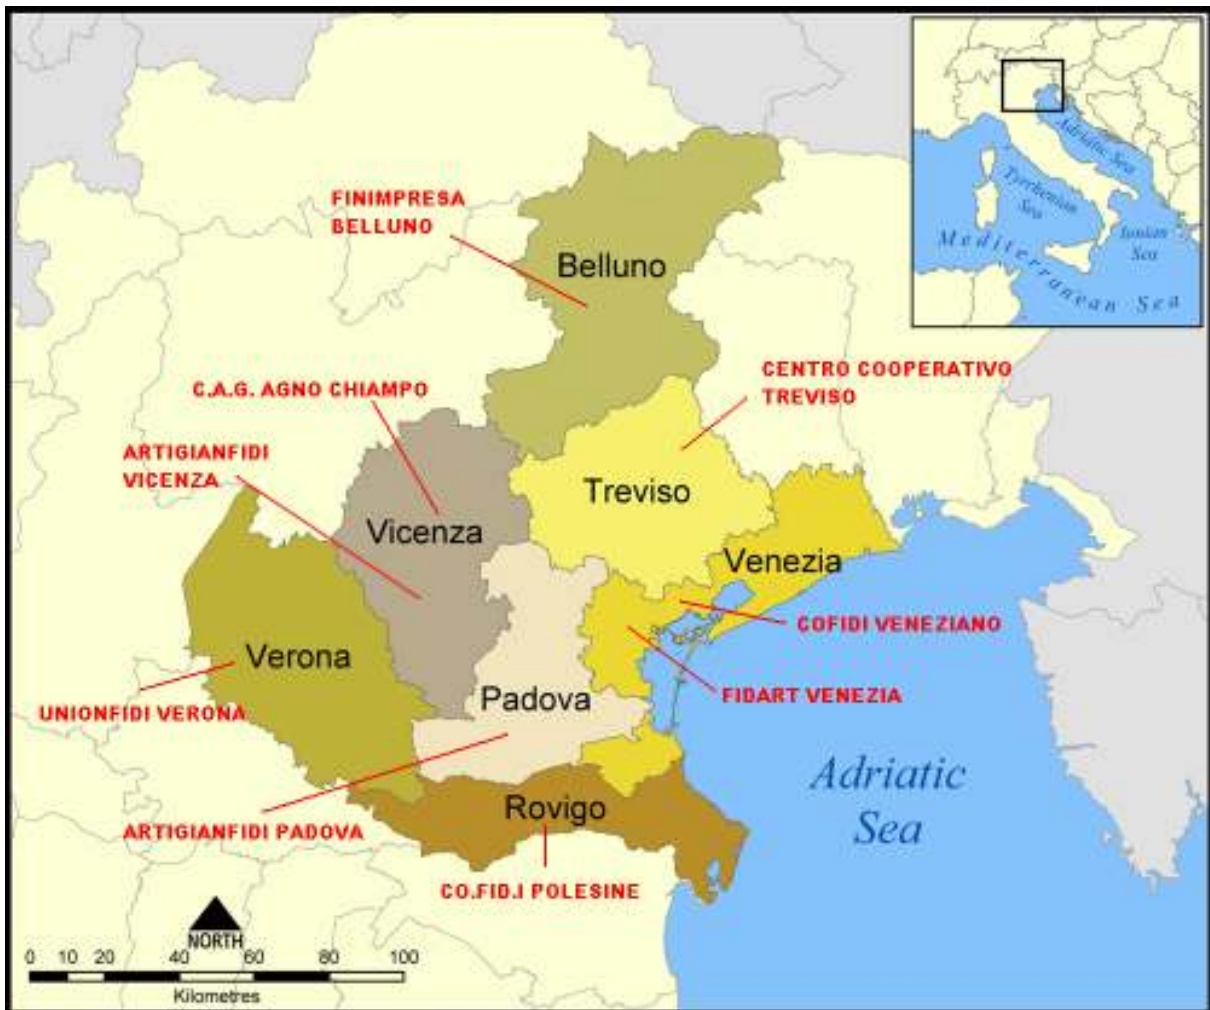 FINIMPRESA
BELLUNO
Belluno
Adriatic Sea
Tyrrhenian
Sea
Ionian
Sea
Mediterranean Sea
C.A.G. AGNO CHIAMPO
CENTRO COOPERATIVO
TREVISO
ARTIGIANFIDI
VICENZA
Treviso
Vicenza
Venezia
COFIDI VENEZIANO
Verona
Padova
FIDART VENEZIA
UNIONFIDI VERONA
Adriatic
Sea
Rovigo
ARTIGIANFIDI PADOVA
CO.FID.I POLESINE
NORTH
0 10 20 40 60 80 100
Kilometres